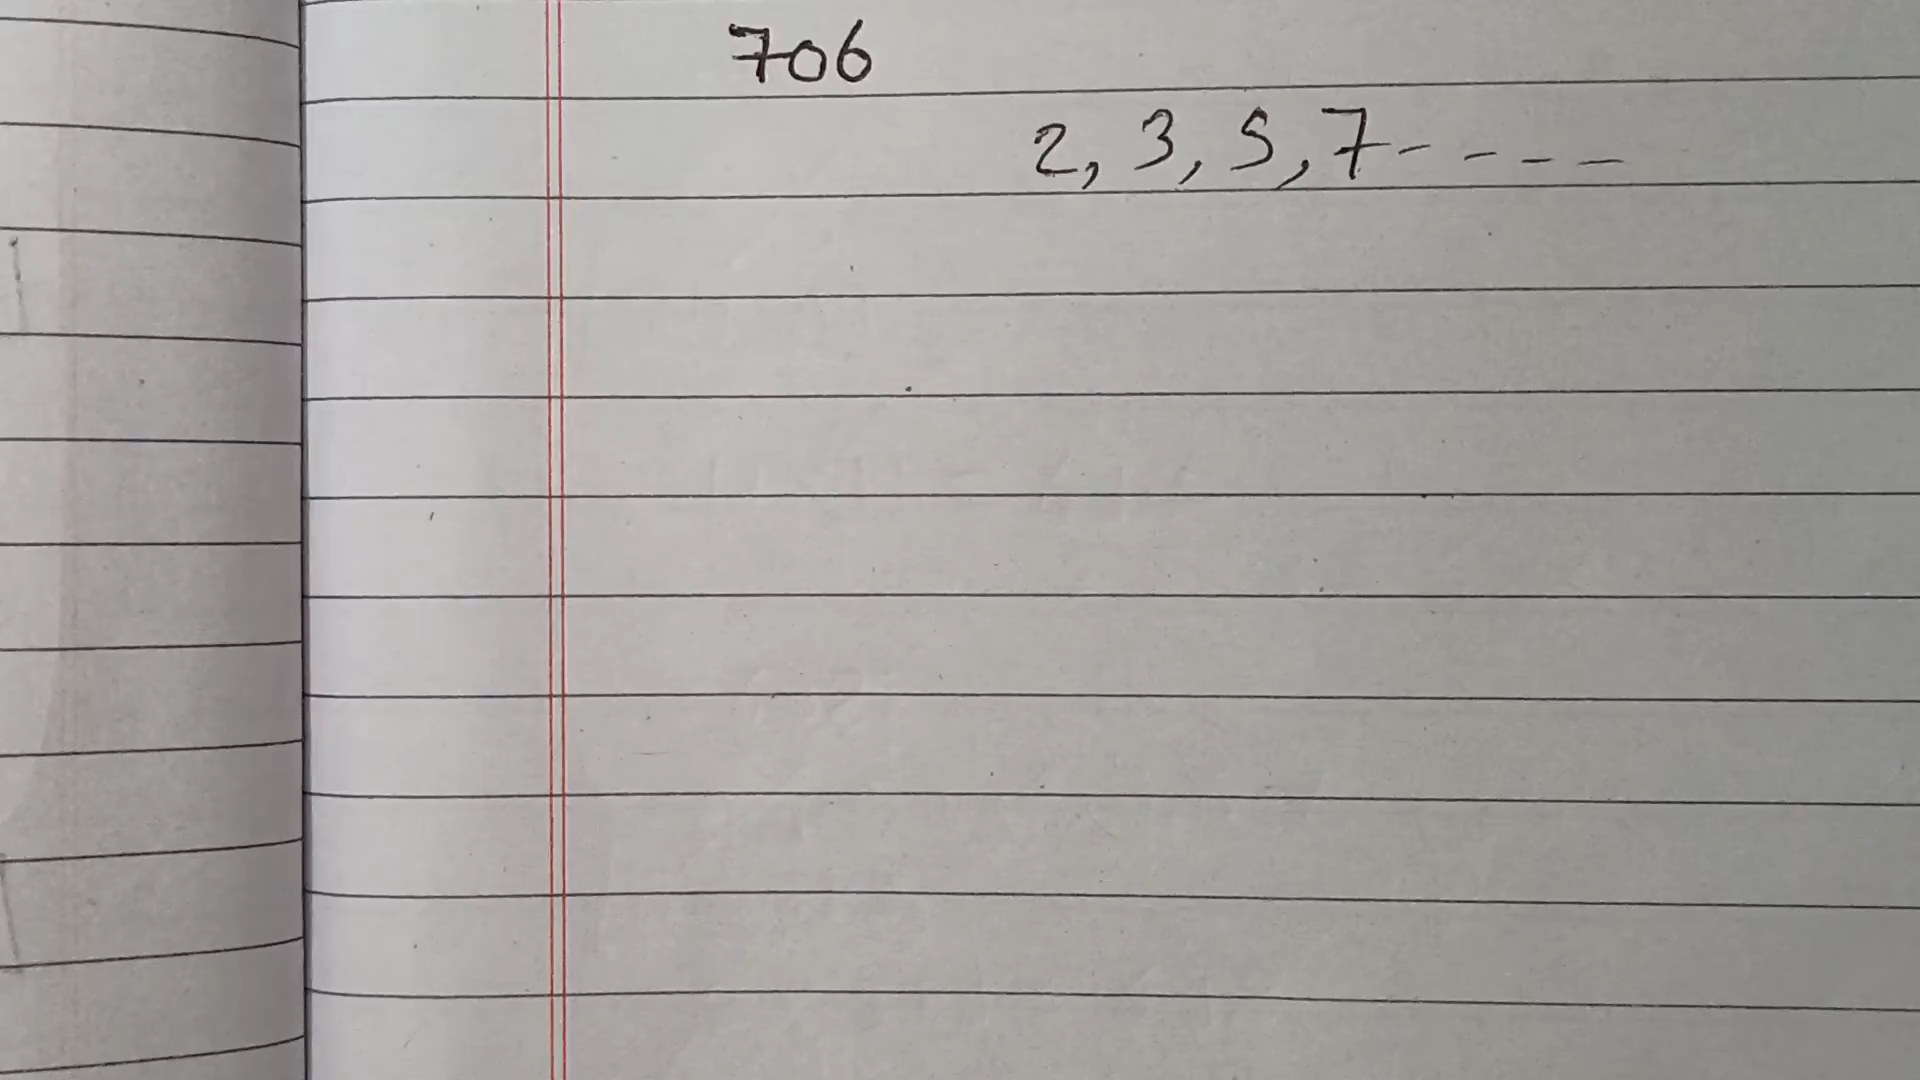 706
2, 3, 5, 7 - - - -